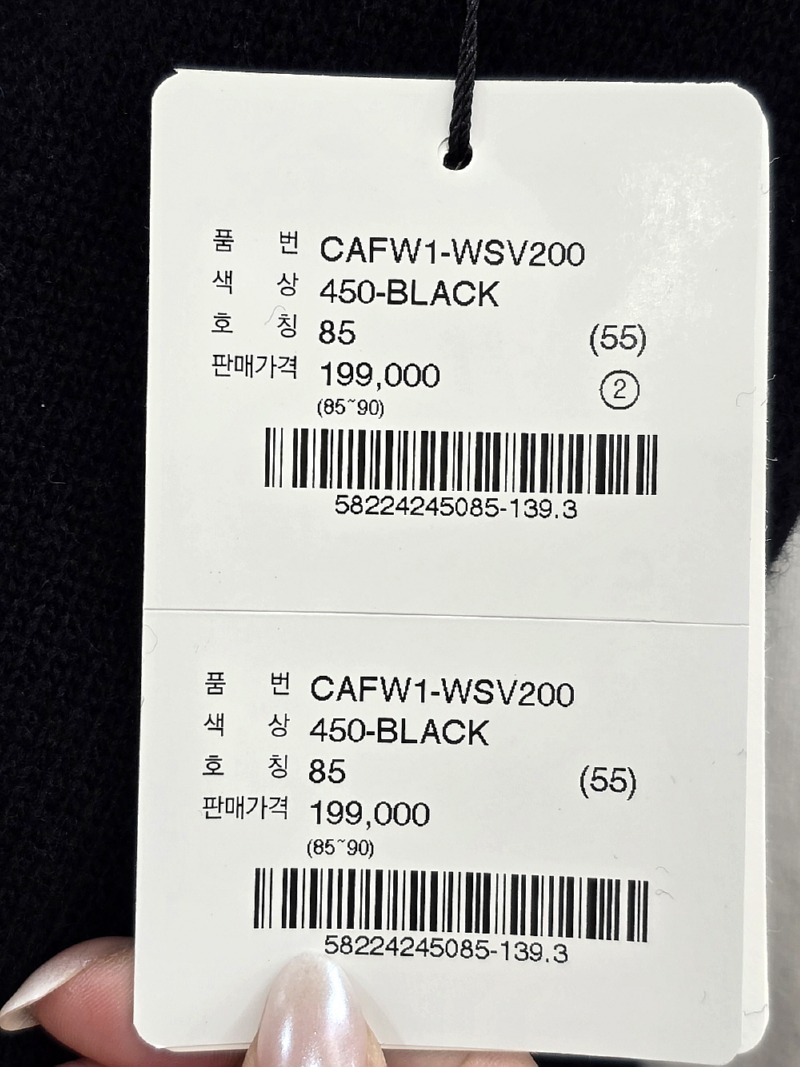 품 번 CAFW1-WSV200
색 상 450-BLACK
호 칭 85 (55)
판매가격 199,000 ②
(85~90)
58224245085-139.3
품 번 CAFW1-WSV200
색 상 450-BLACK
호 칭 85 (55)
판매가격 199,000
(85~90)
58224245085-139.3